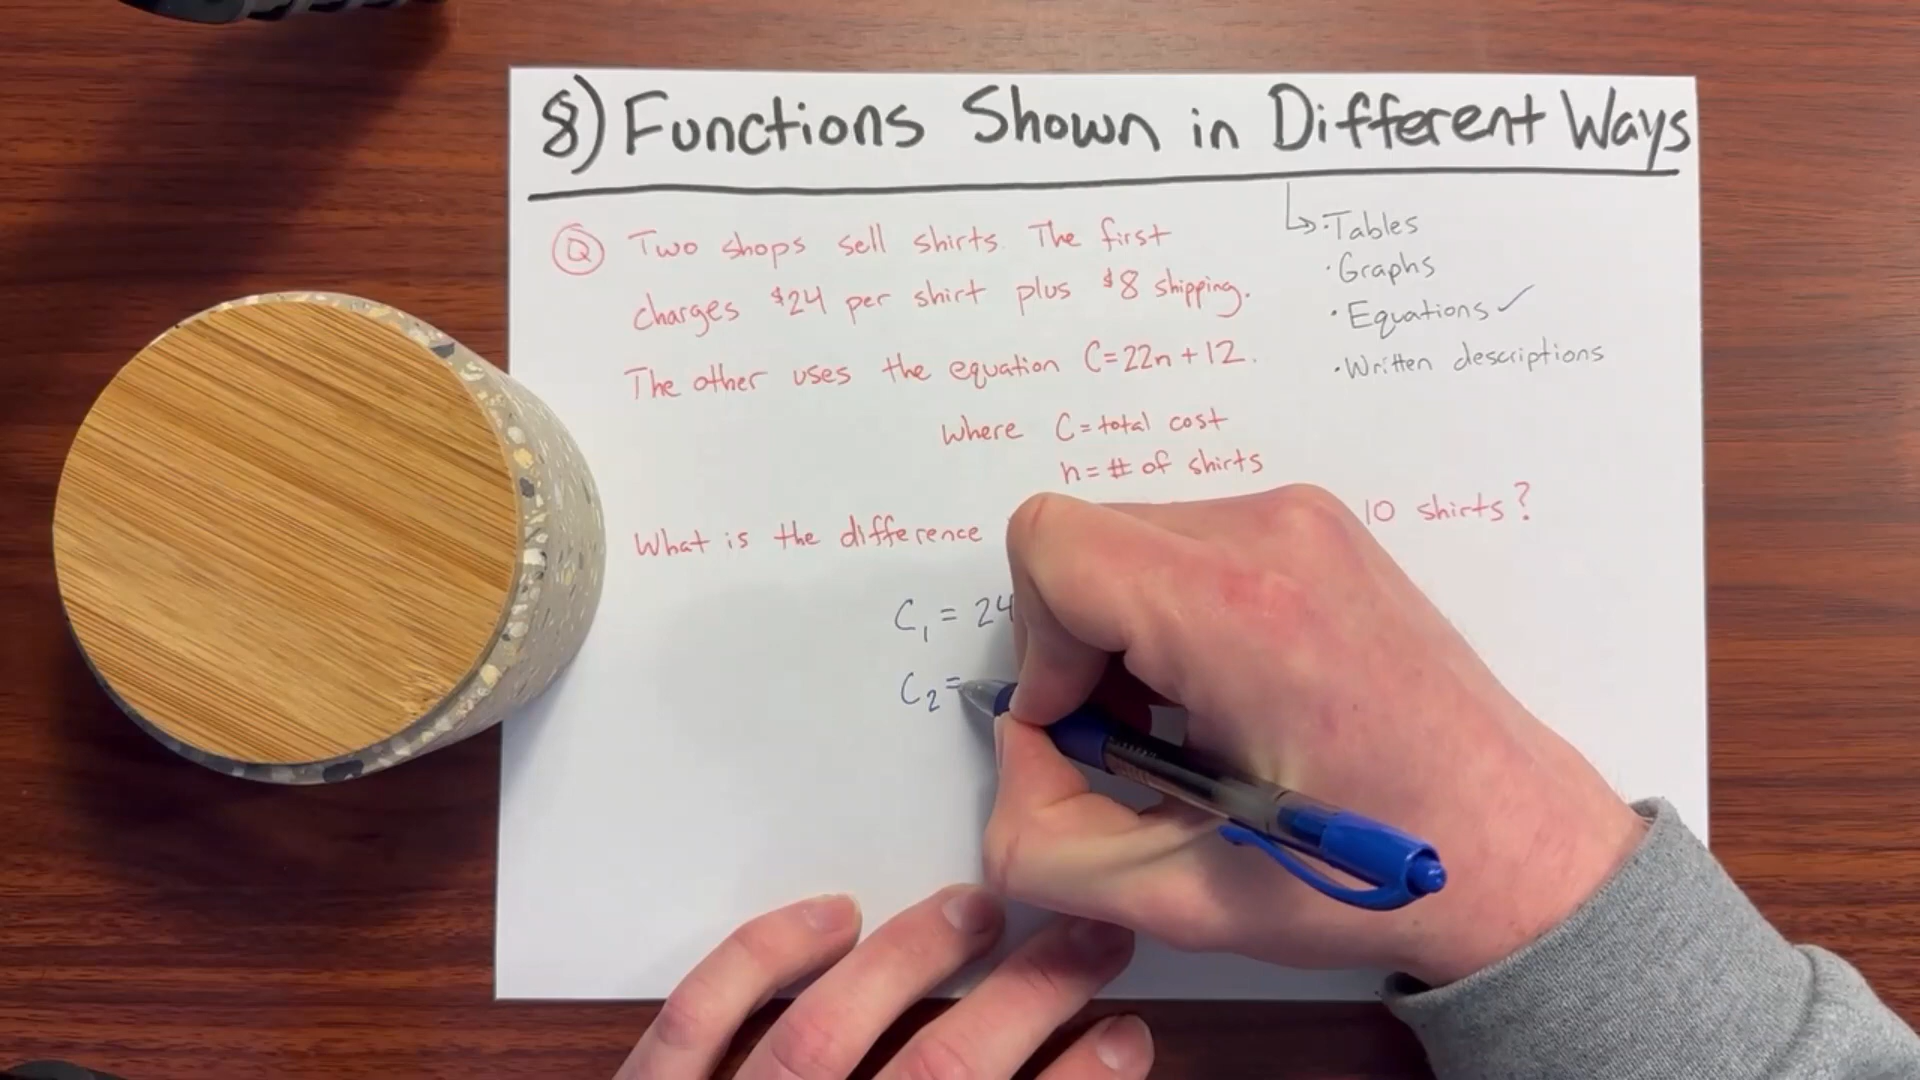 8) Functions Shown in Different Ways
Q Two shops sell shirts. The first
charges $24 per shirt plus $8 shipping.
The other uses the equation C=22n+12.
where C=total cost
n=# of shirts
What is the difference
10 shirts?
↳·Tables
·Graphs
·Equations✓
·Written descriptions
C₁ = 24
C₂ =